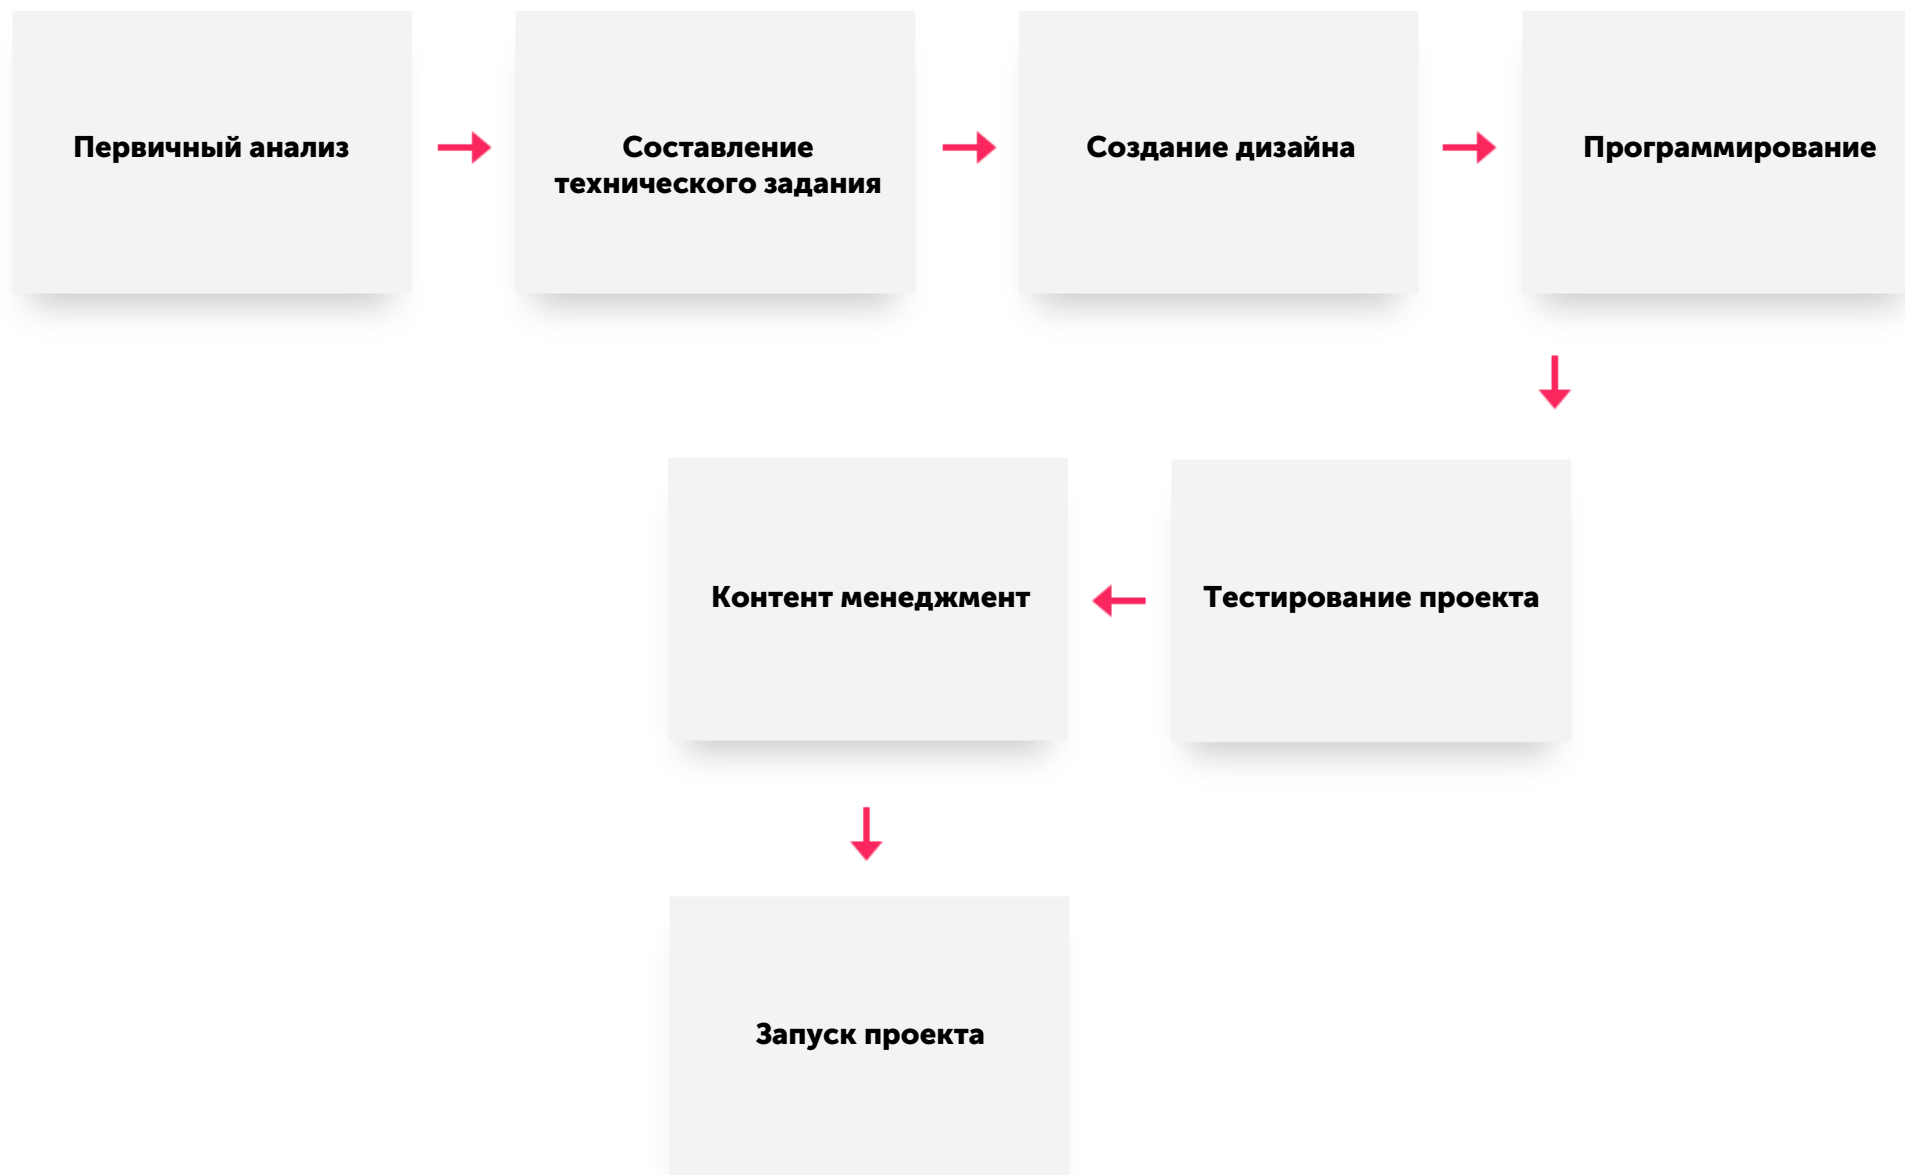 Первичный анализ
Составление
технического задания
Создание дизайна
Программирование
Тестирование проекта
Контент менеджмент
Запуск проекта